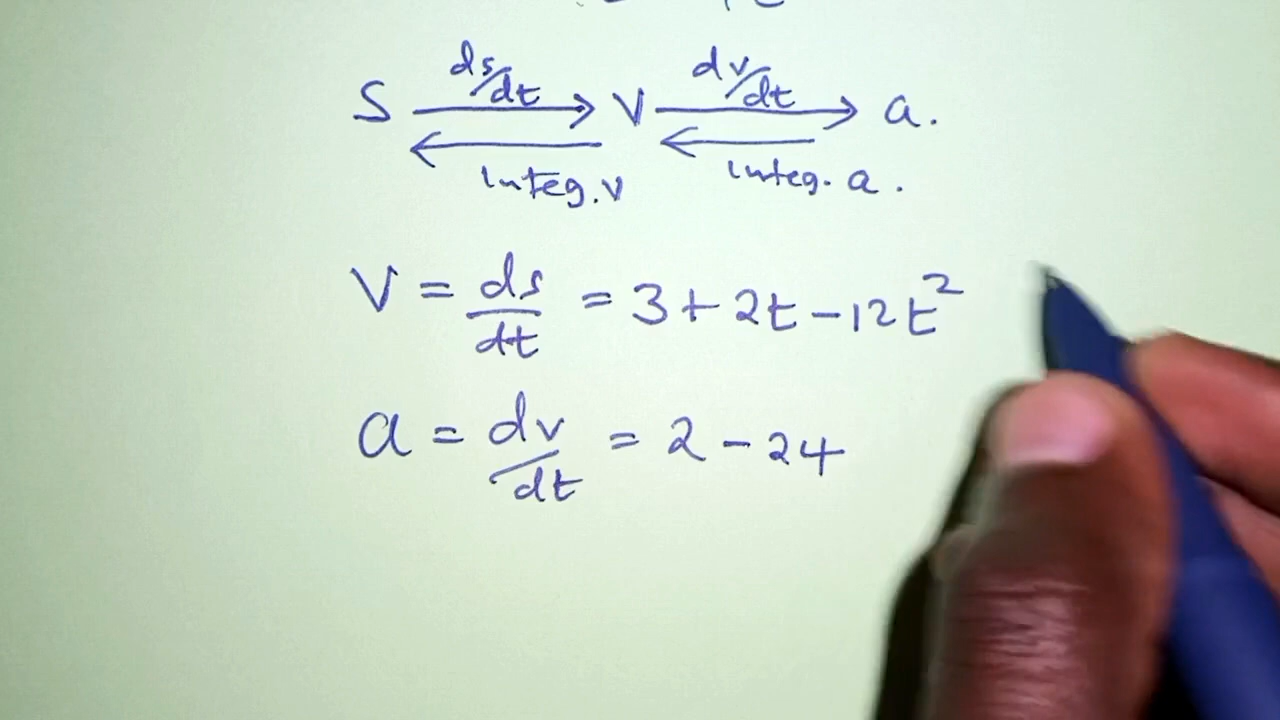 ds/dt dv/dt
S → V → a.
← integ. v ← integ. a.
V = ds/dt = 3 + 2t - 12t²
a = dv/dt = 2 - 24